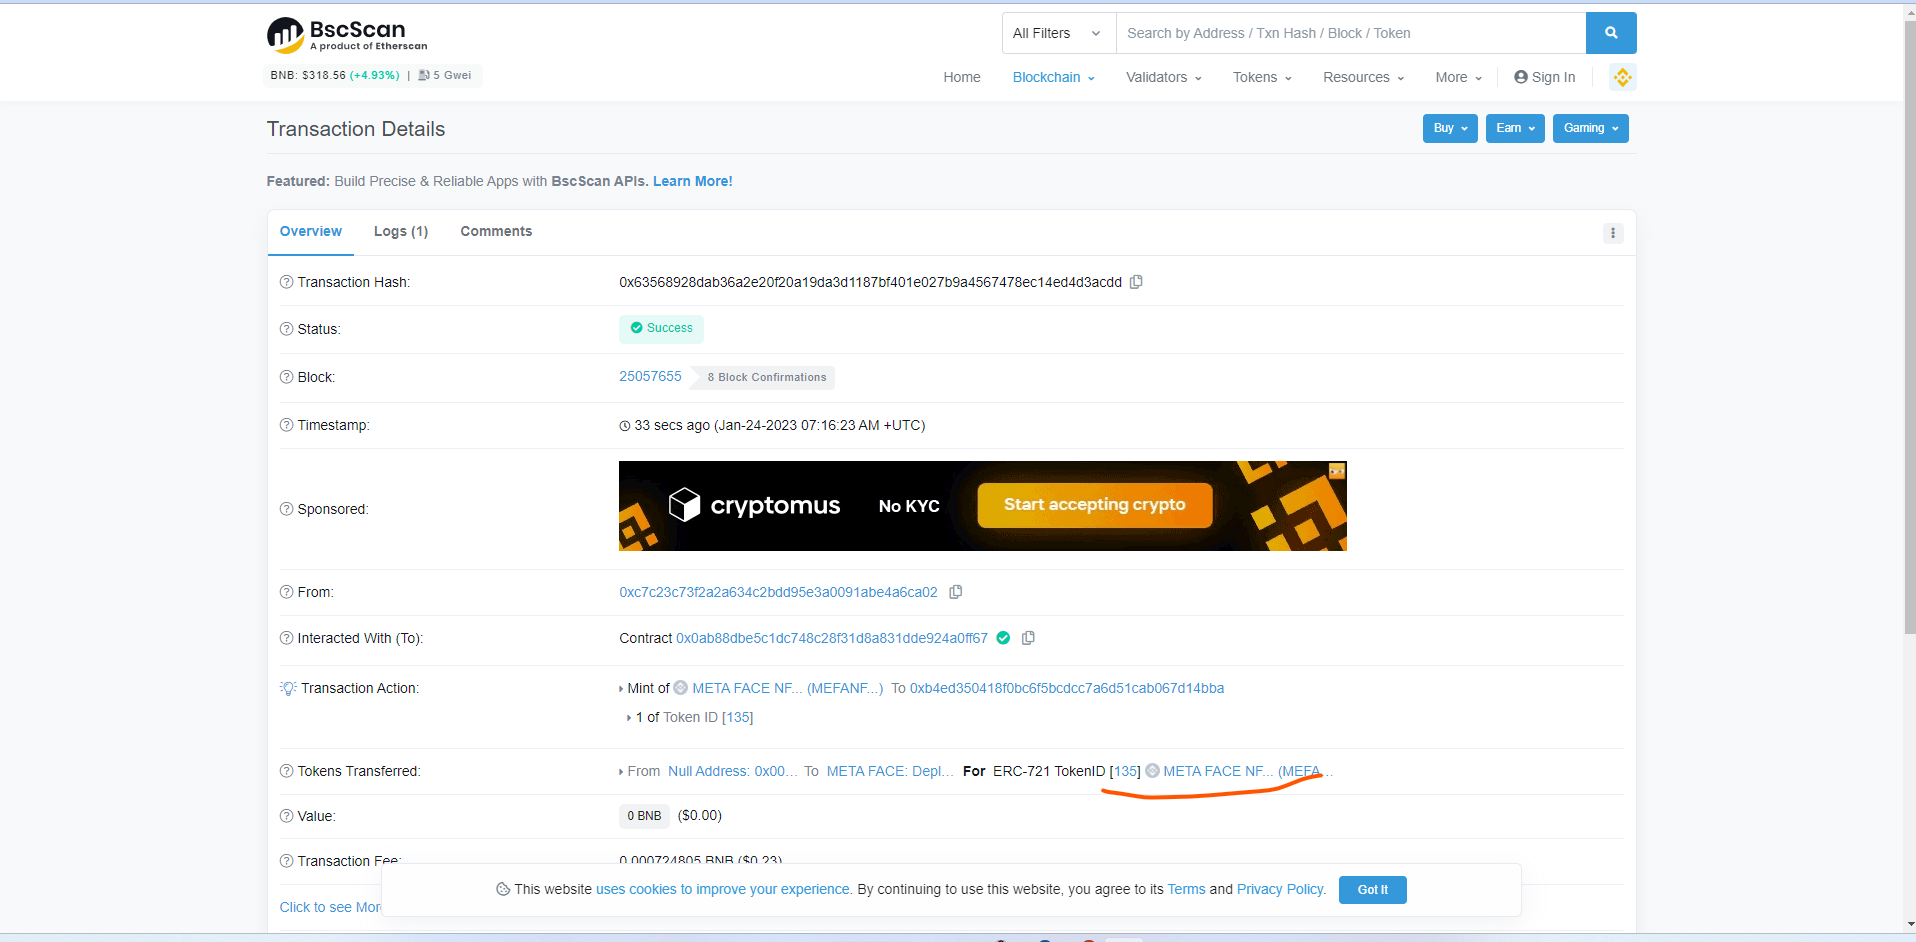 BscScan
A product of Etherscan
All Filters
Search by Address / Txn Hash / Block / Token
BNB: $318.56 (+4.93%) | 5 Gwei
Home Blockchain Validators Tokens Resources More Sign In
Transaction Details
Buy Earn Gaming
Featured: Build Precise & Reliable Apps with BscScan APIs. Learn More!
Overview Logs (1) Comments
Transaction Hash: 0x63568928dab36a2e20f20a19da3d1187bf401e027b9a4567478ec14ed4d3acdd
Status: Success
Block: 25057655 8 Block Confirmations
Timestamp: 33 secs ago (Jan-24-2023 07:16:23 AM +UTC)
Sponsored: cryptomus No KYC Start accepting crypto
From: 0xc7c23c73f2a2a634c2bdd95e3a0091abe4a6ca02
Interacted With (To): Contract 0x0ab88dbe5c1dc748c28f31d8a831dde924a0ff67
Transaction Action: Mint of META FACE NF... (MEFANF...) To 0xb4ed350418f0bc6f5bcdcc7a6d51cab067d14bba
1 of Token ID [135]
Tokens Transferred: From Null Address: 0x00... To META FACE: Depl... For ERC-721 TokenID [135] META FACE NF... (MEFA...
Value: 0 BNB ($0.00)
Transaction Fee: 0.000724805 BNB ($0.23)
This website uses cookies to improve your experience. By continuing to use this website, you agree to its Terms and Privacy Policy. Got It
Click to see Mor